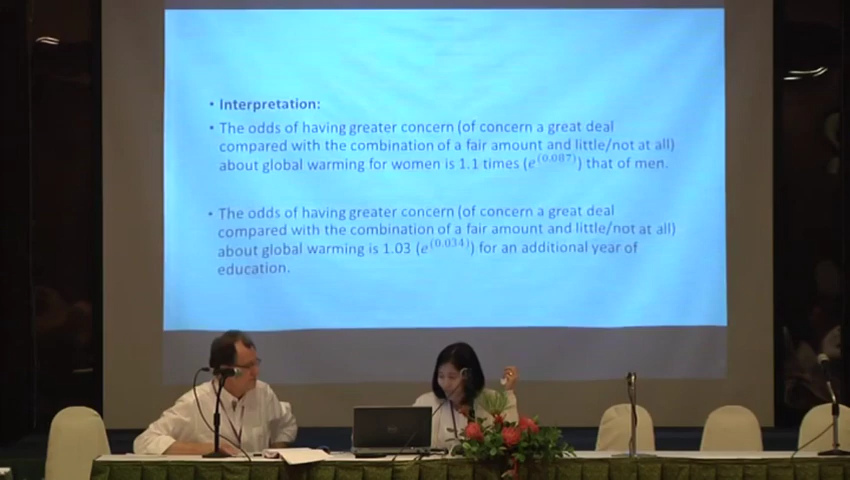 • Interpretation:
• The odds of having greater concern (of concern a great deal
compared with the combination of a fair amount and little/not at all)
about global warming for women is 1.1 times (e^(0.087)) that of men.
• The odds of having greater concern (of concern a great deal
compared with the combination of a fair amount and little/not at all)
about global warming is 1.03 (e^(0.034)) for an additional year of
education.